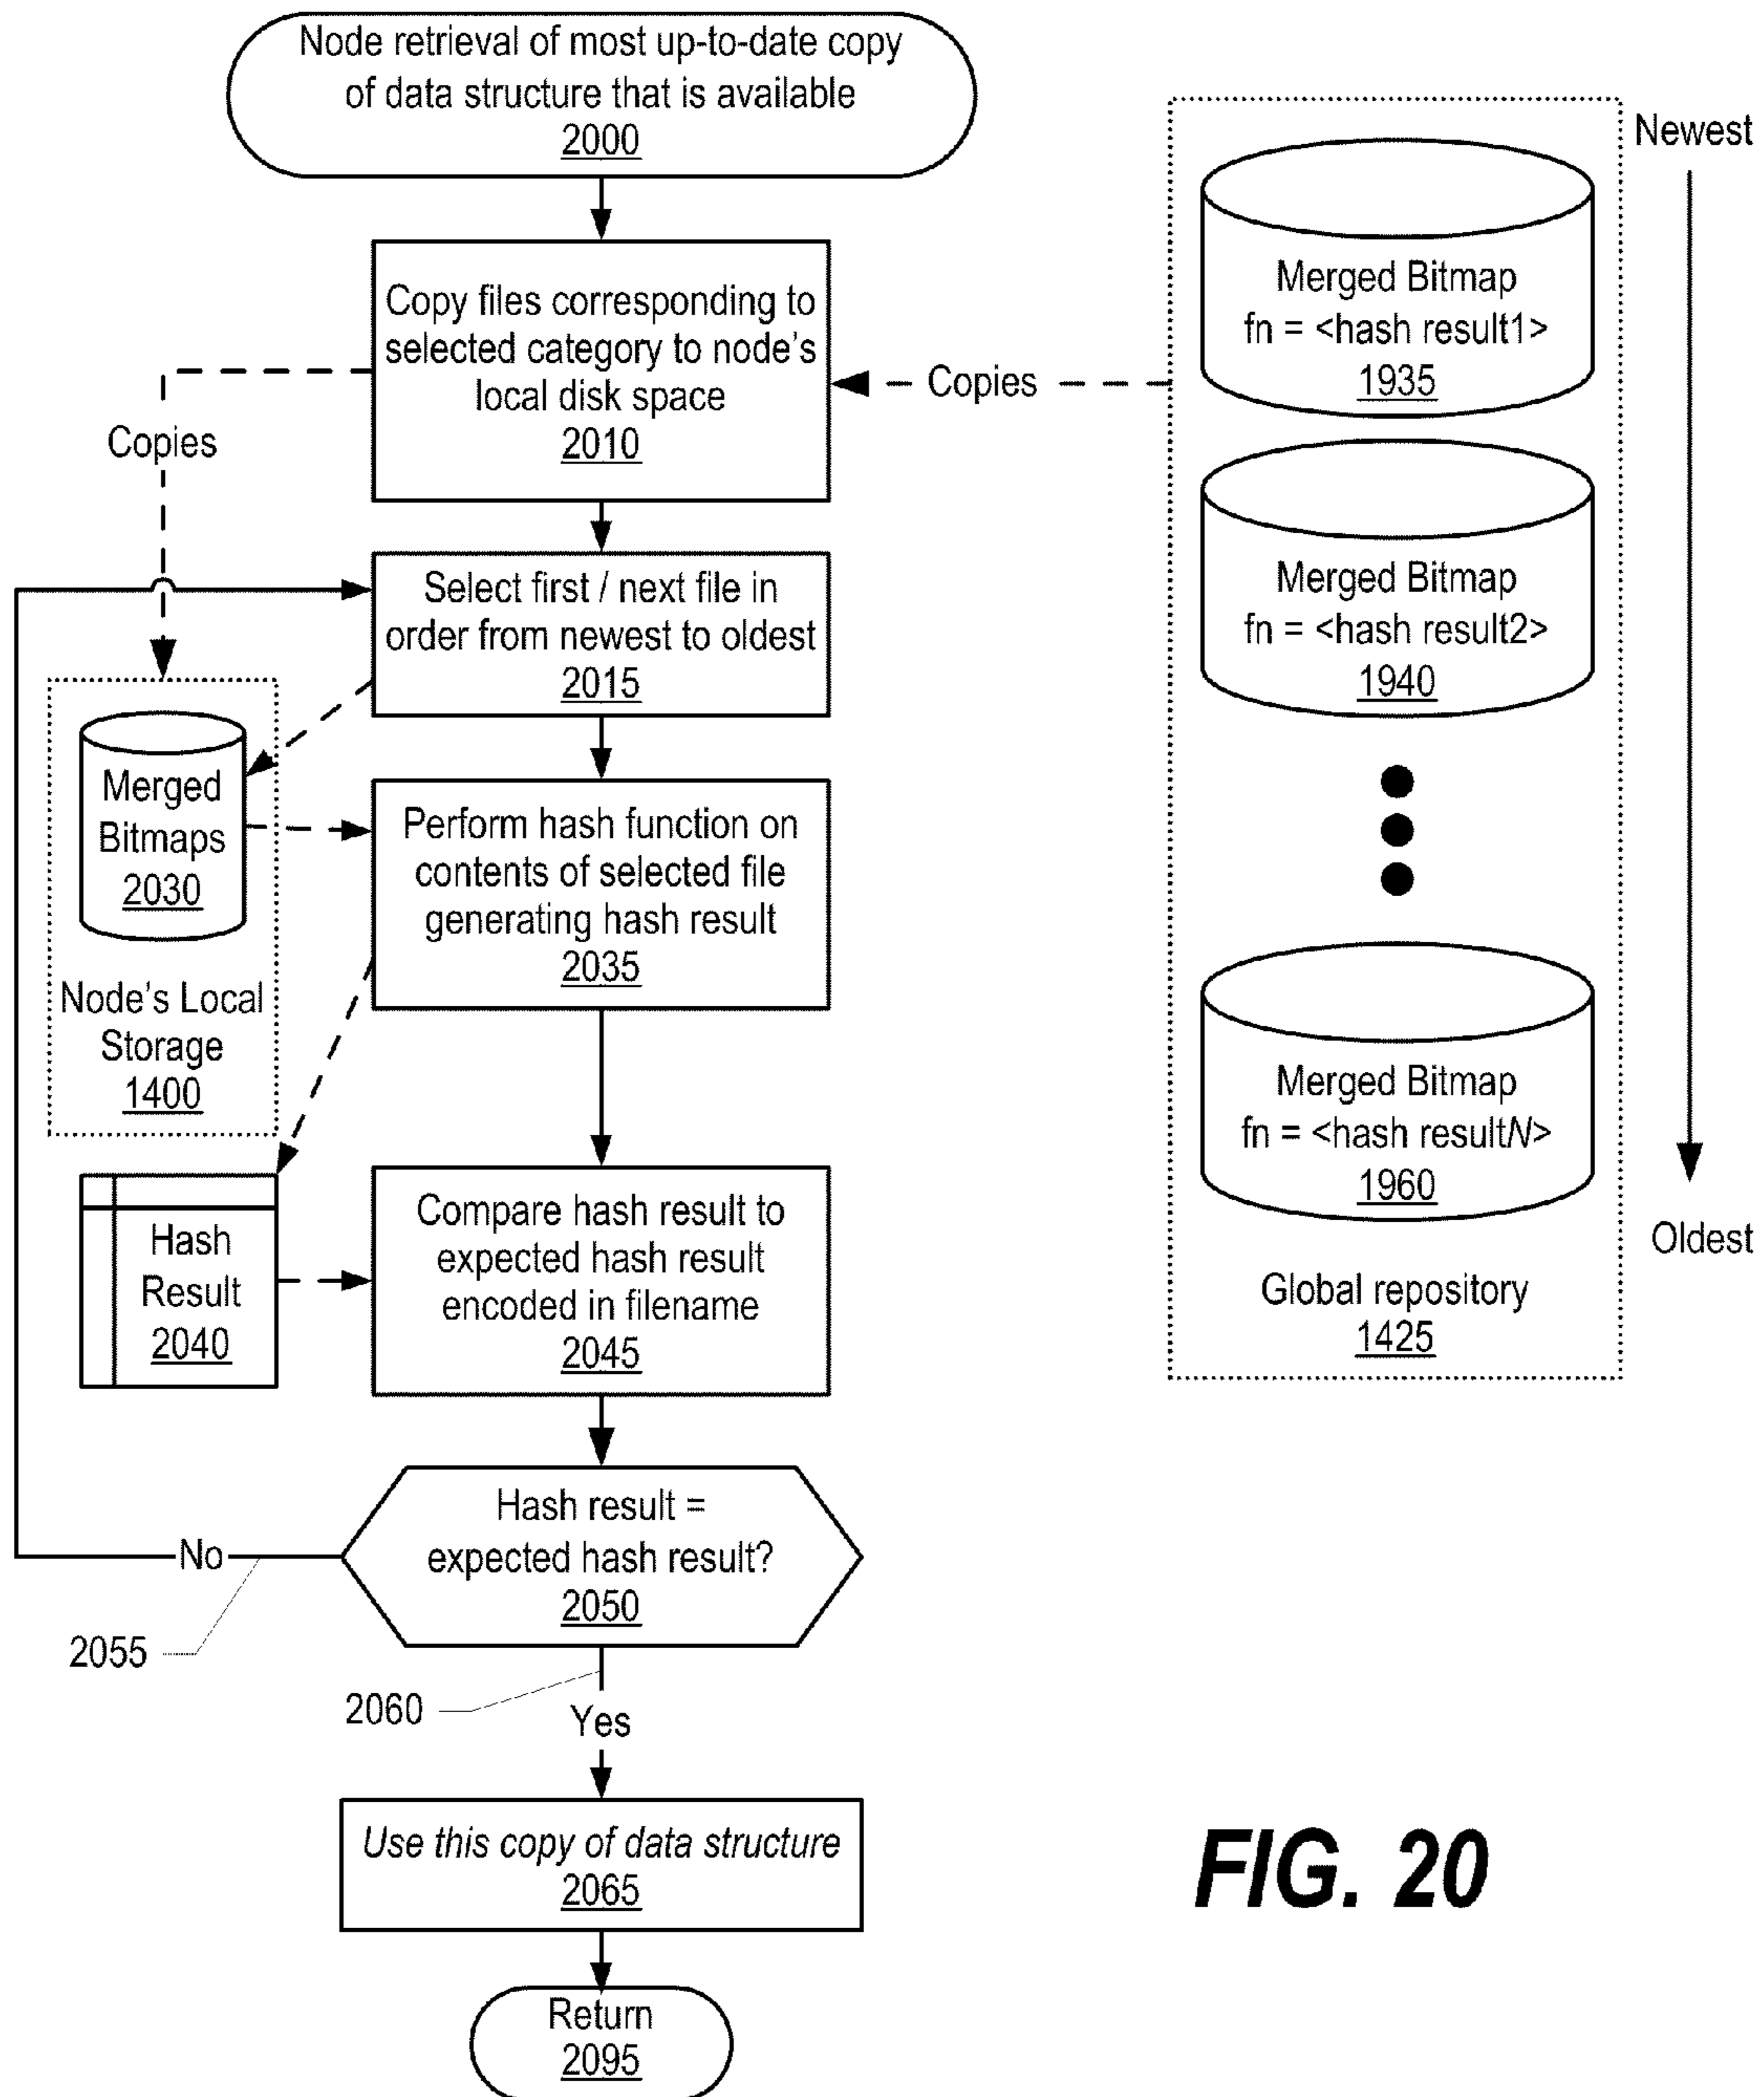 Node retrieval of most up-to-date copy
of data structure that is available
2000
Copy files corresponding to
selected category to node's
local disk space
2010
Copies
Copies
Select first / next file in
order from newest to oldest
2015
Merged
Bitmaps
2030
Node's Local
Storage
1400
Perform hash function on
contents of selected file
generating hash result
2035
Hash
Result
2040
Compare hash result to
expected hash result
encoded in filename
2045
Hash result =
expected hash result?
2050
No
2055
2060
Yes
Use this copy of data structure
2065
Return
2095
Newest
Merged Bitmap
fn = <hash result1>
1935
Merged Bitmap
fn = <hash result2>
1940
Merged Bitmap
fn = <hash resultN>
1960
Oldest
Global repository
1425
FIG. 20